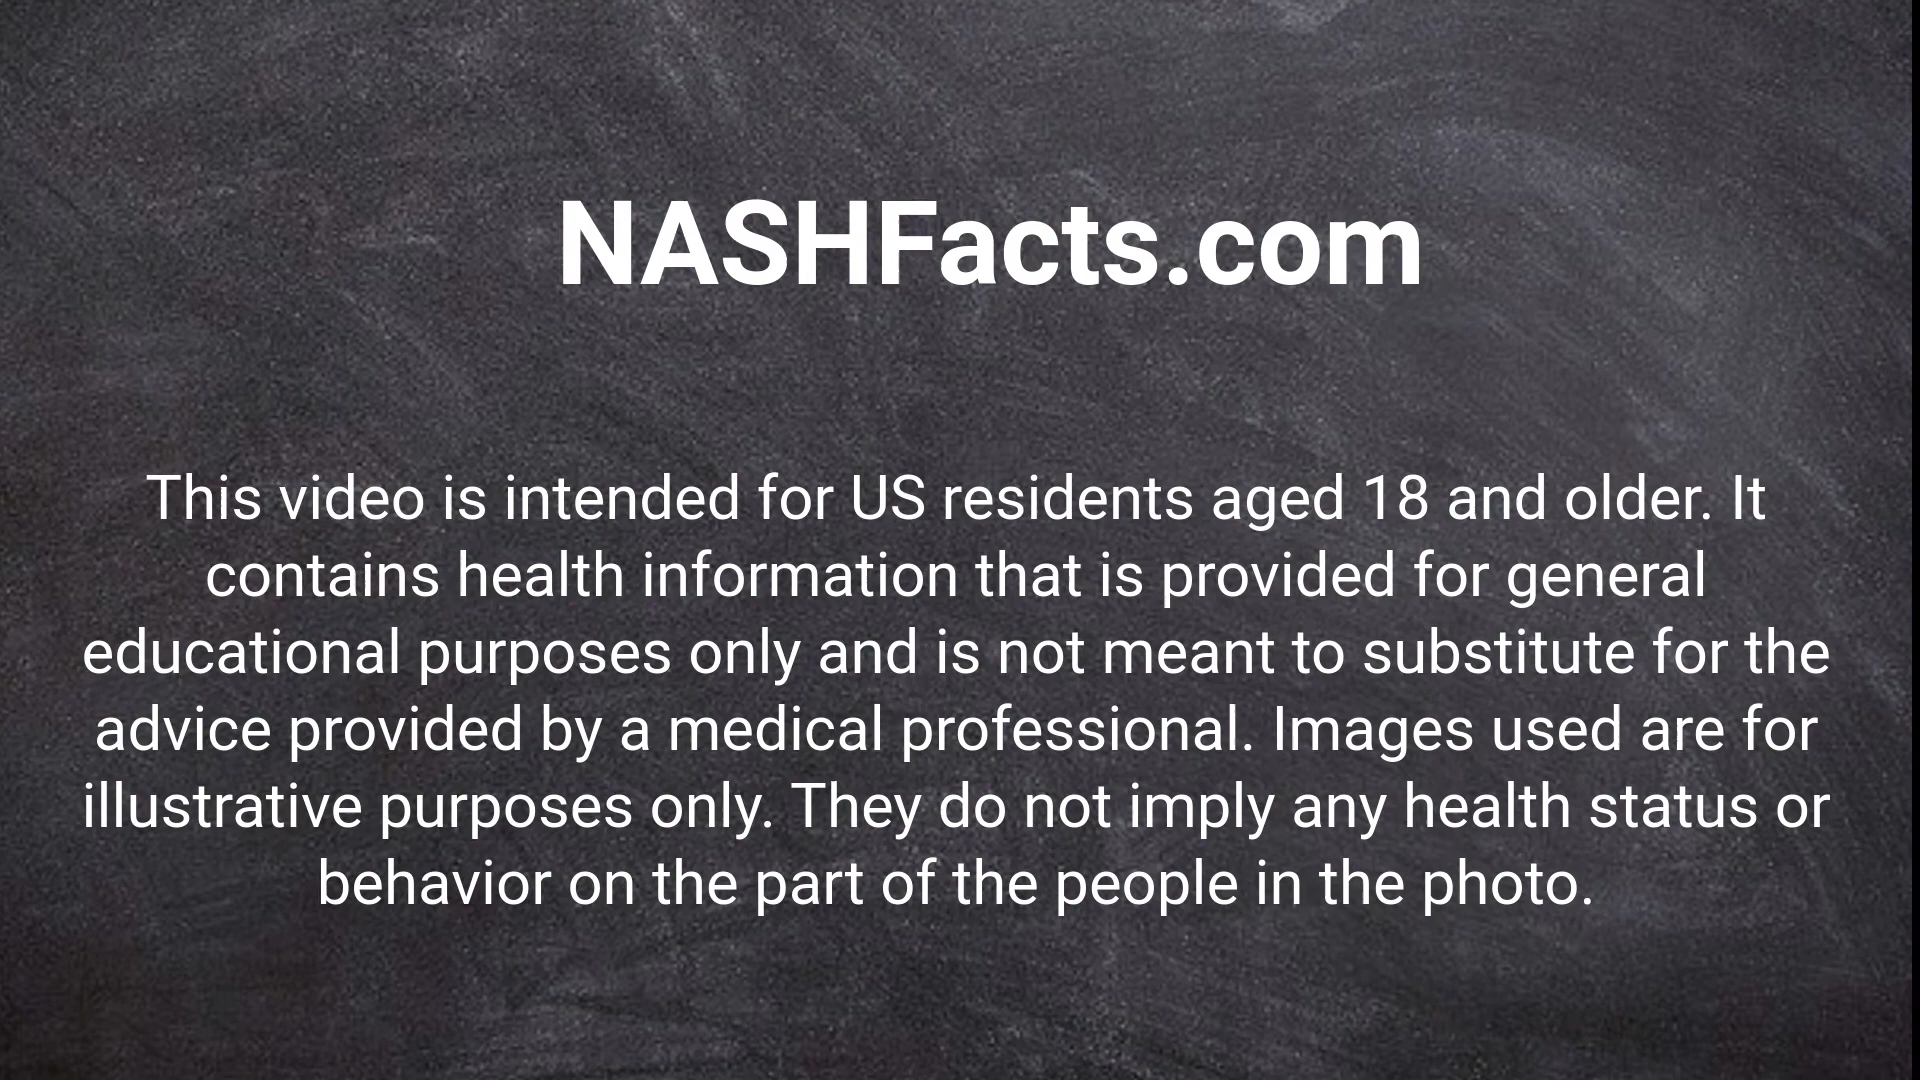 NASHFacts.com
This video is intended for US residents aged 18 and older. It
contains health information that is provided for general
educational purposes only and is not meant to substitute for the
advice provided by a medical professional. Images used are for
illustrative purposes only. They do not imply any health status or
behavior on the part of the people in the photo.